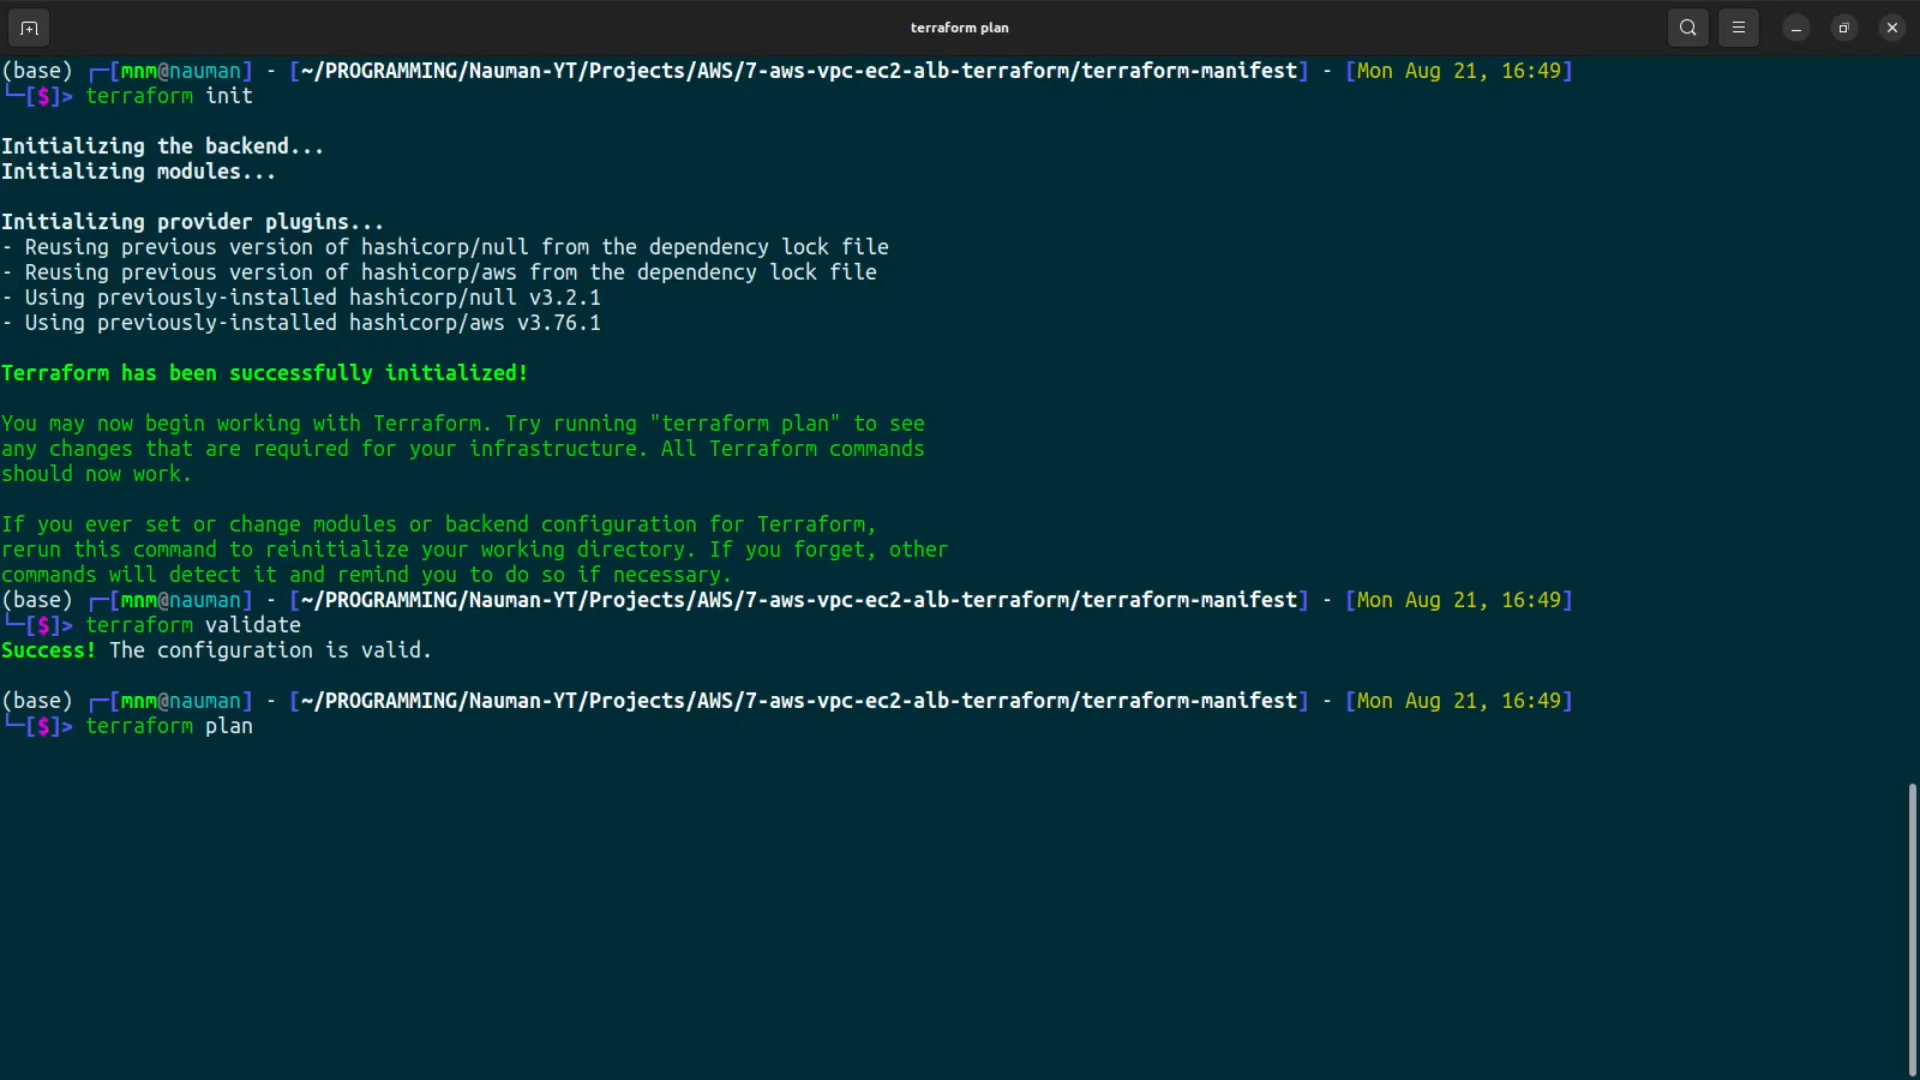 terraform plan
(base) ┌─[mnm@nauman] - [~/PROGRAMMING/Nauman-YT/Projects/AWS/7-aws-vpc-ec2-alb-terraform/terraform-manifest] - [Mon Aug 21, 16:49]
└─[$]> terraform init
Initializing the backend...
Initializing modules...
Initializing provider plugins...
- Reusing previous version of hashicorp/null from the dependency lock file
- Reusing previous version of hashicorp/aws from the dependency lock file
- Using previously-installed hashicorp/null v3.2.1
- Using previously-installed hashicorp/aws v3.76.1
Terraform has been successfully initialized!
You may now begin working with Terraform. Try running "terraform plan" to see
any changes that are required for your infrastructure. All Terraform commands
should now work.
If you ever set or change modules or backend configuration for Terraform,
rerun this command to reinitialize your working directory. If you forget, other
commands will detect it and remind you to do so if necessary.
(base) ┌─[mnm@nauman] - [~/PROGRAMMING/Nauman-YT/Projects/AWS/7-aws-vpc-ec2-alb-terraform/terraform-manifest] - [Mon Aug 21, 16:49]
└─[$]> terraform validate
Success! The configuration is valid.
(base) ┌─[mnm@nauman] - [~/PROGRAMMING/Nauman-YT/Projects/AWS/7-aws-vpc-ec2-alb-terraform/terraform-manifest] - [Mon Aug 21, 16:49]
└─[$]> terraform plan